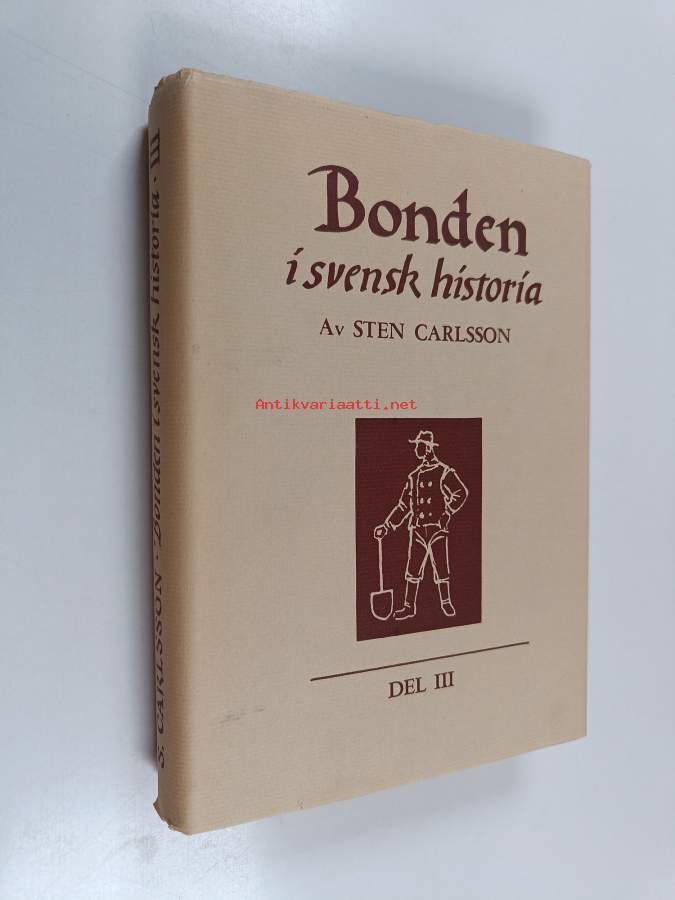 Bonden
i svensk historia
Av STEN CARLSSON
Antikvariaatti.net
DEL III
S. CARLSSON · Bonden i svensk historia · III